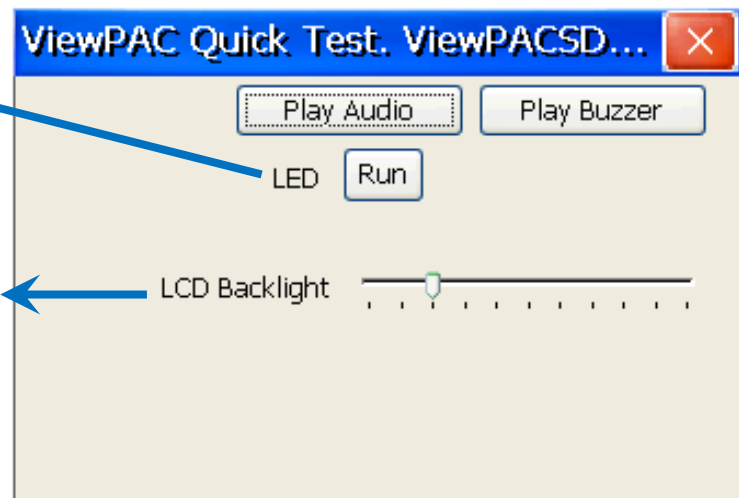 ViewPAC Quick Test. ViewPACSD...
Play Audio Play Buzzer
LED Run
LCD Backlight